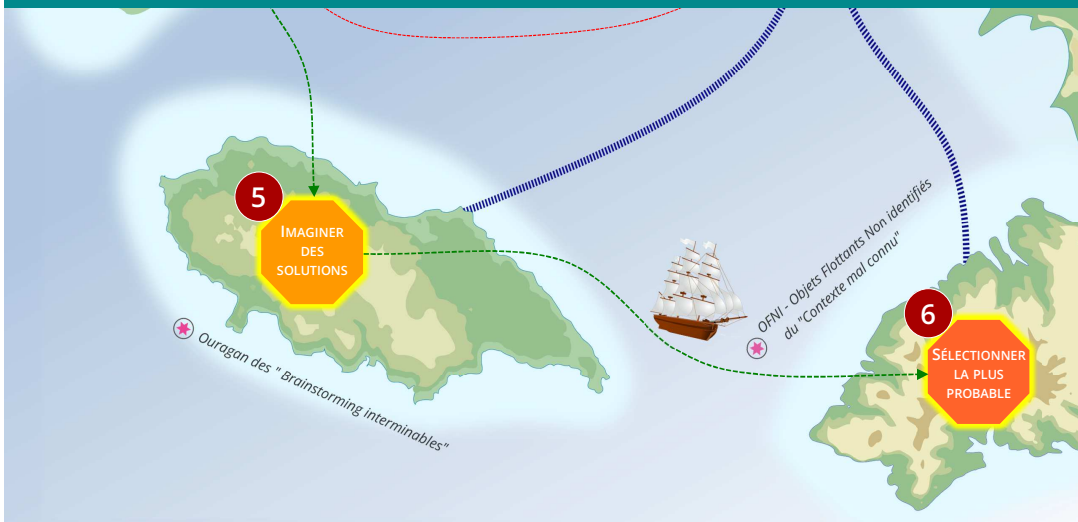 5
IMAGINER
DES
SOLUTIONS
Ouragan des " Brainstorming interminables"
OFNI - Objets Flottants Non identifiés
du "Contexte mal connu"
6
SÉLECTIONNER
LA PLUS
PROBABLE